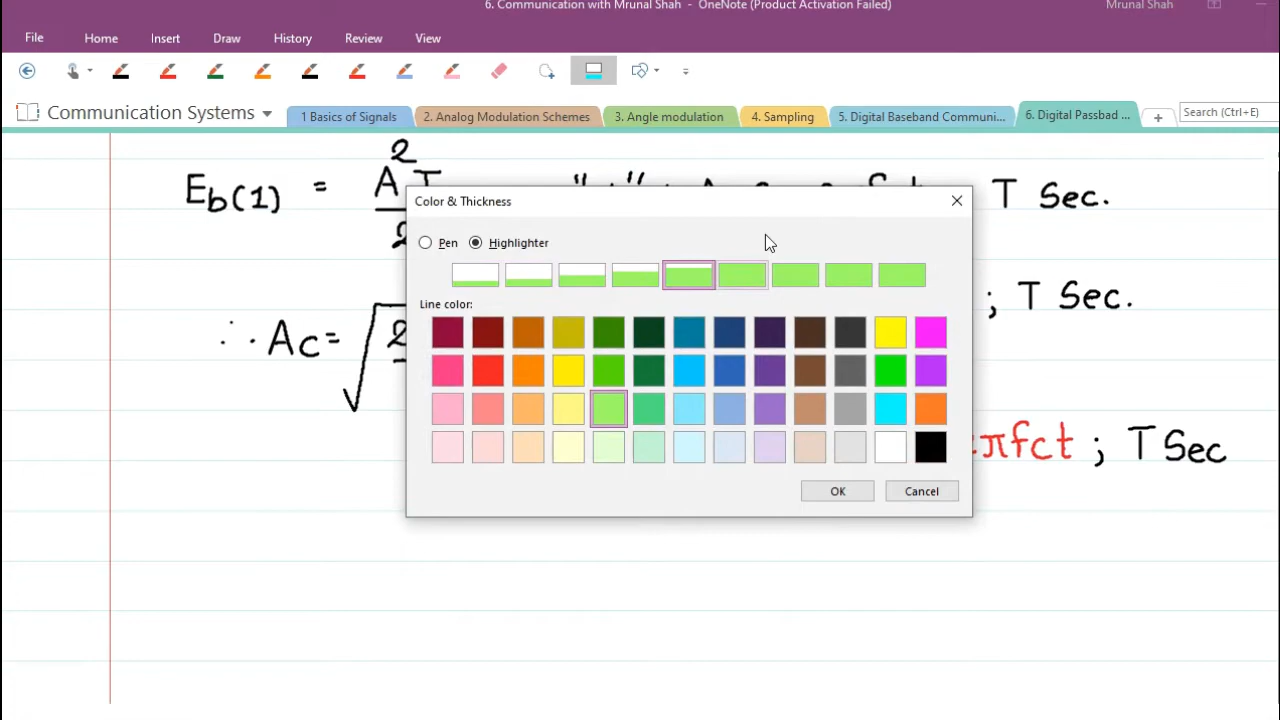 6. Communication with Mrunal Shah - OneNote (Product Activation Failed)
Mrunal Shah
File Home Insert Draw History Review View
Communication Systems
1 Basics of Signals
2. Analog Modulation Schemes
3. Angle modulation
4. Sampling
5. Digital Baseband Communi...
6. Digital Passbad ...
Search (Ctrl+E)
Eb(1) = A²T T Sec.
; T Sec.
∴ Ac= √2
πfct ; T Sec
Color & Thickness
Pen Highlighter
Line color:
OK Cancel